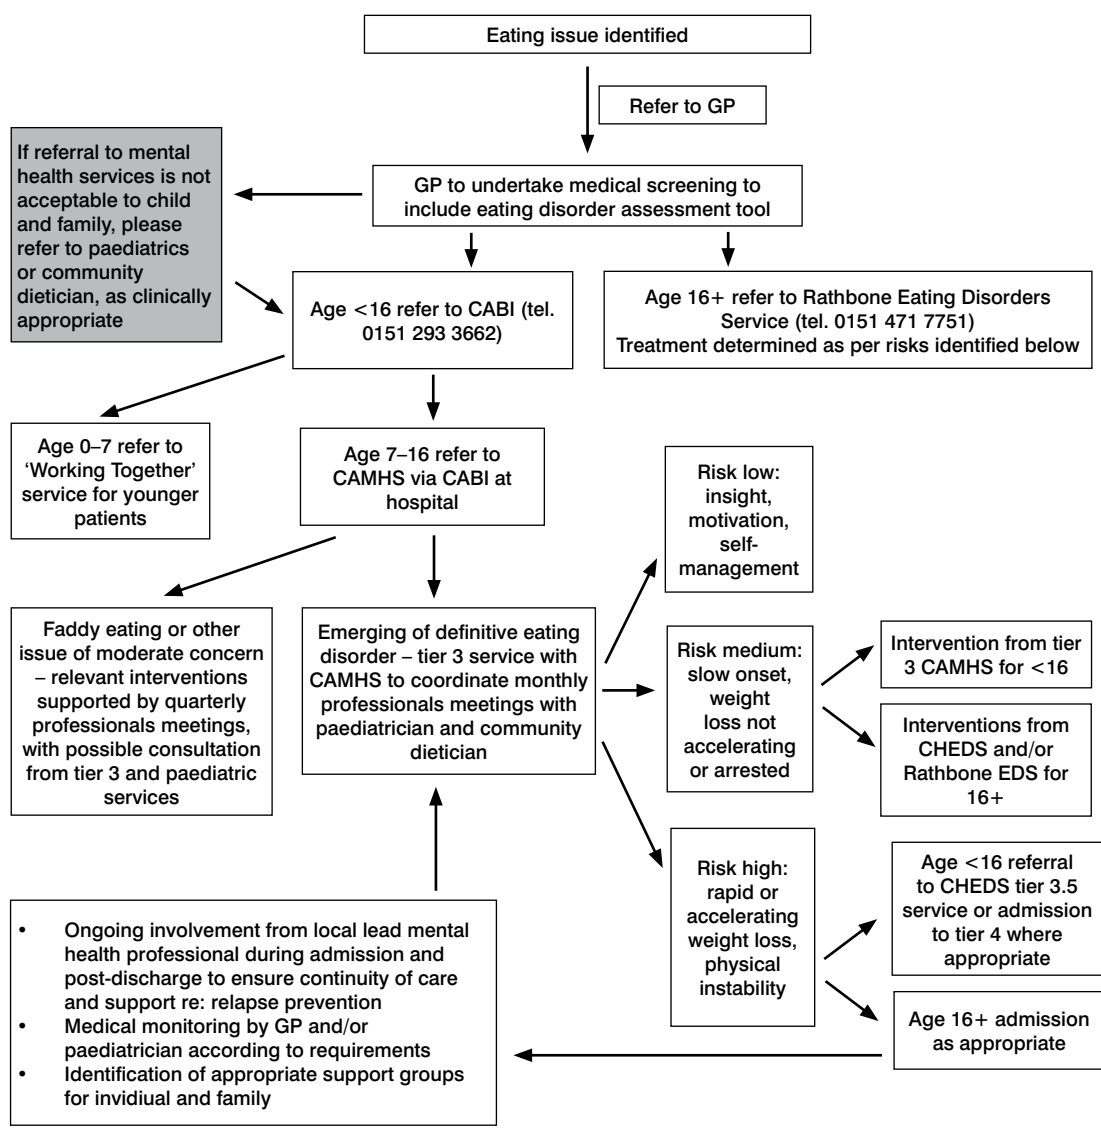 Eating issue identified
Refer to GP
If referral to mental
health services is not
acceptable to child
and family, please
refer to paediatrics
or community
dietician, as clinically
appropriate
GP to undertake medical screening to
include eating disorder assessment tool
Age <16 refer to CABI (tel.
0151 293 3662)
Age 16+ refer to Rathbone Eating Disorders
Service (tel. 0151 471 7751)
Treatment determined as per risks identified below
Age 0–7 refer to
‘Working Together’
service for younger
patients
Age 7–16 refer to
CAMHS via CABI at
hospital
Risk low:
insight,
motivation,
self-
management
Faddy eating or other
issue of moderate concern
– relevant interventions
supported by quarterly
professionals meetings,
with possible consultation
from tier 3 and paediatric
services
Emerging of definitive eating
disorder – tier 3 service with
CAMHS to coordinate monthly
professionals meetings with
paediatrician and community
dietician
Risk medium:
slow onset,
weight
loss not
accelerating
or arrested
Intervention from tier
3 CAMHS for <16
Interventions from
CHEDS and/or
Rathbone EDS for
16+
Risk high:
rapid or
accelerating
weight loss,
physical
instability
Age <16 referral
to CHEDS tier 3.5
service or admission
to tier 4 where
appropriate
Age 16+ admission
as appropriate
• Ongoing involvement from local lead mental
health professional during admission and
post-discharge to ensure continuity of care
and support re: relapse prevention
• Medical monitoring by GP and/or
paediatrician according to requirements
• Identification of appropriate support groups
for invidiual and family